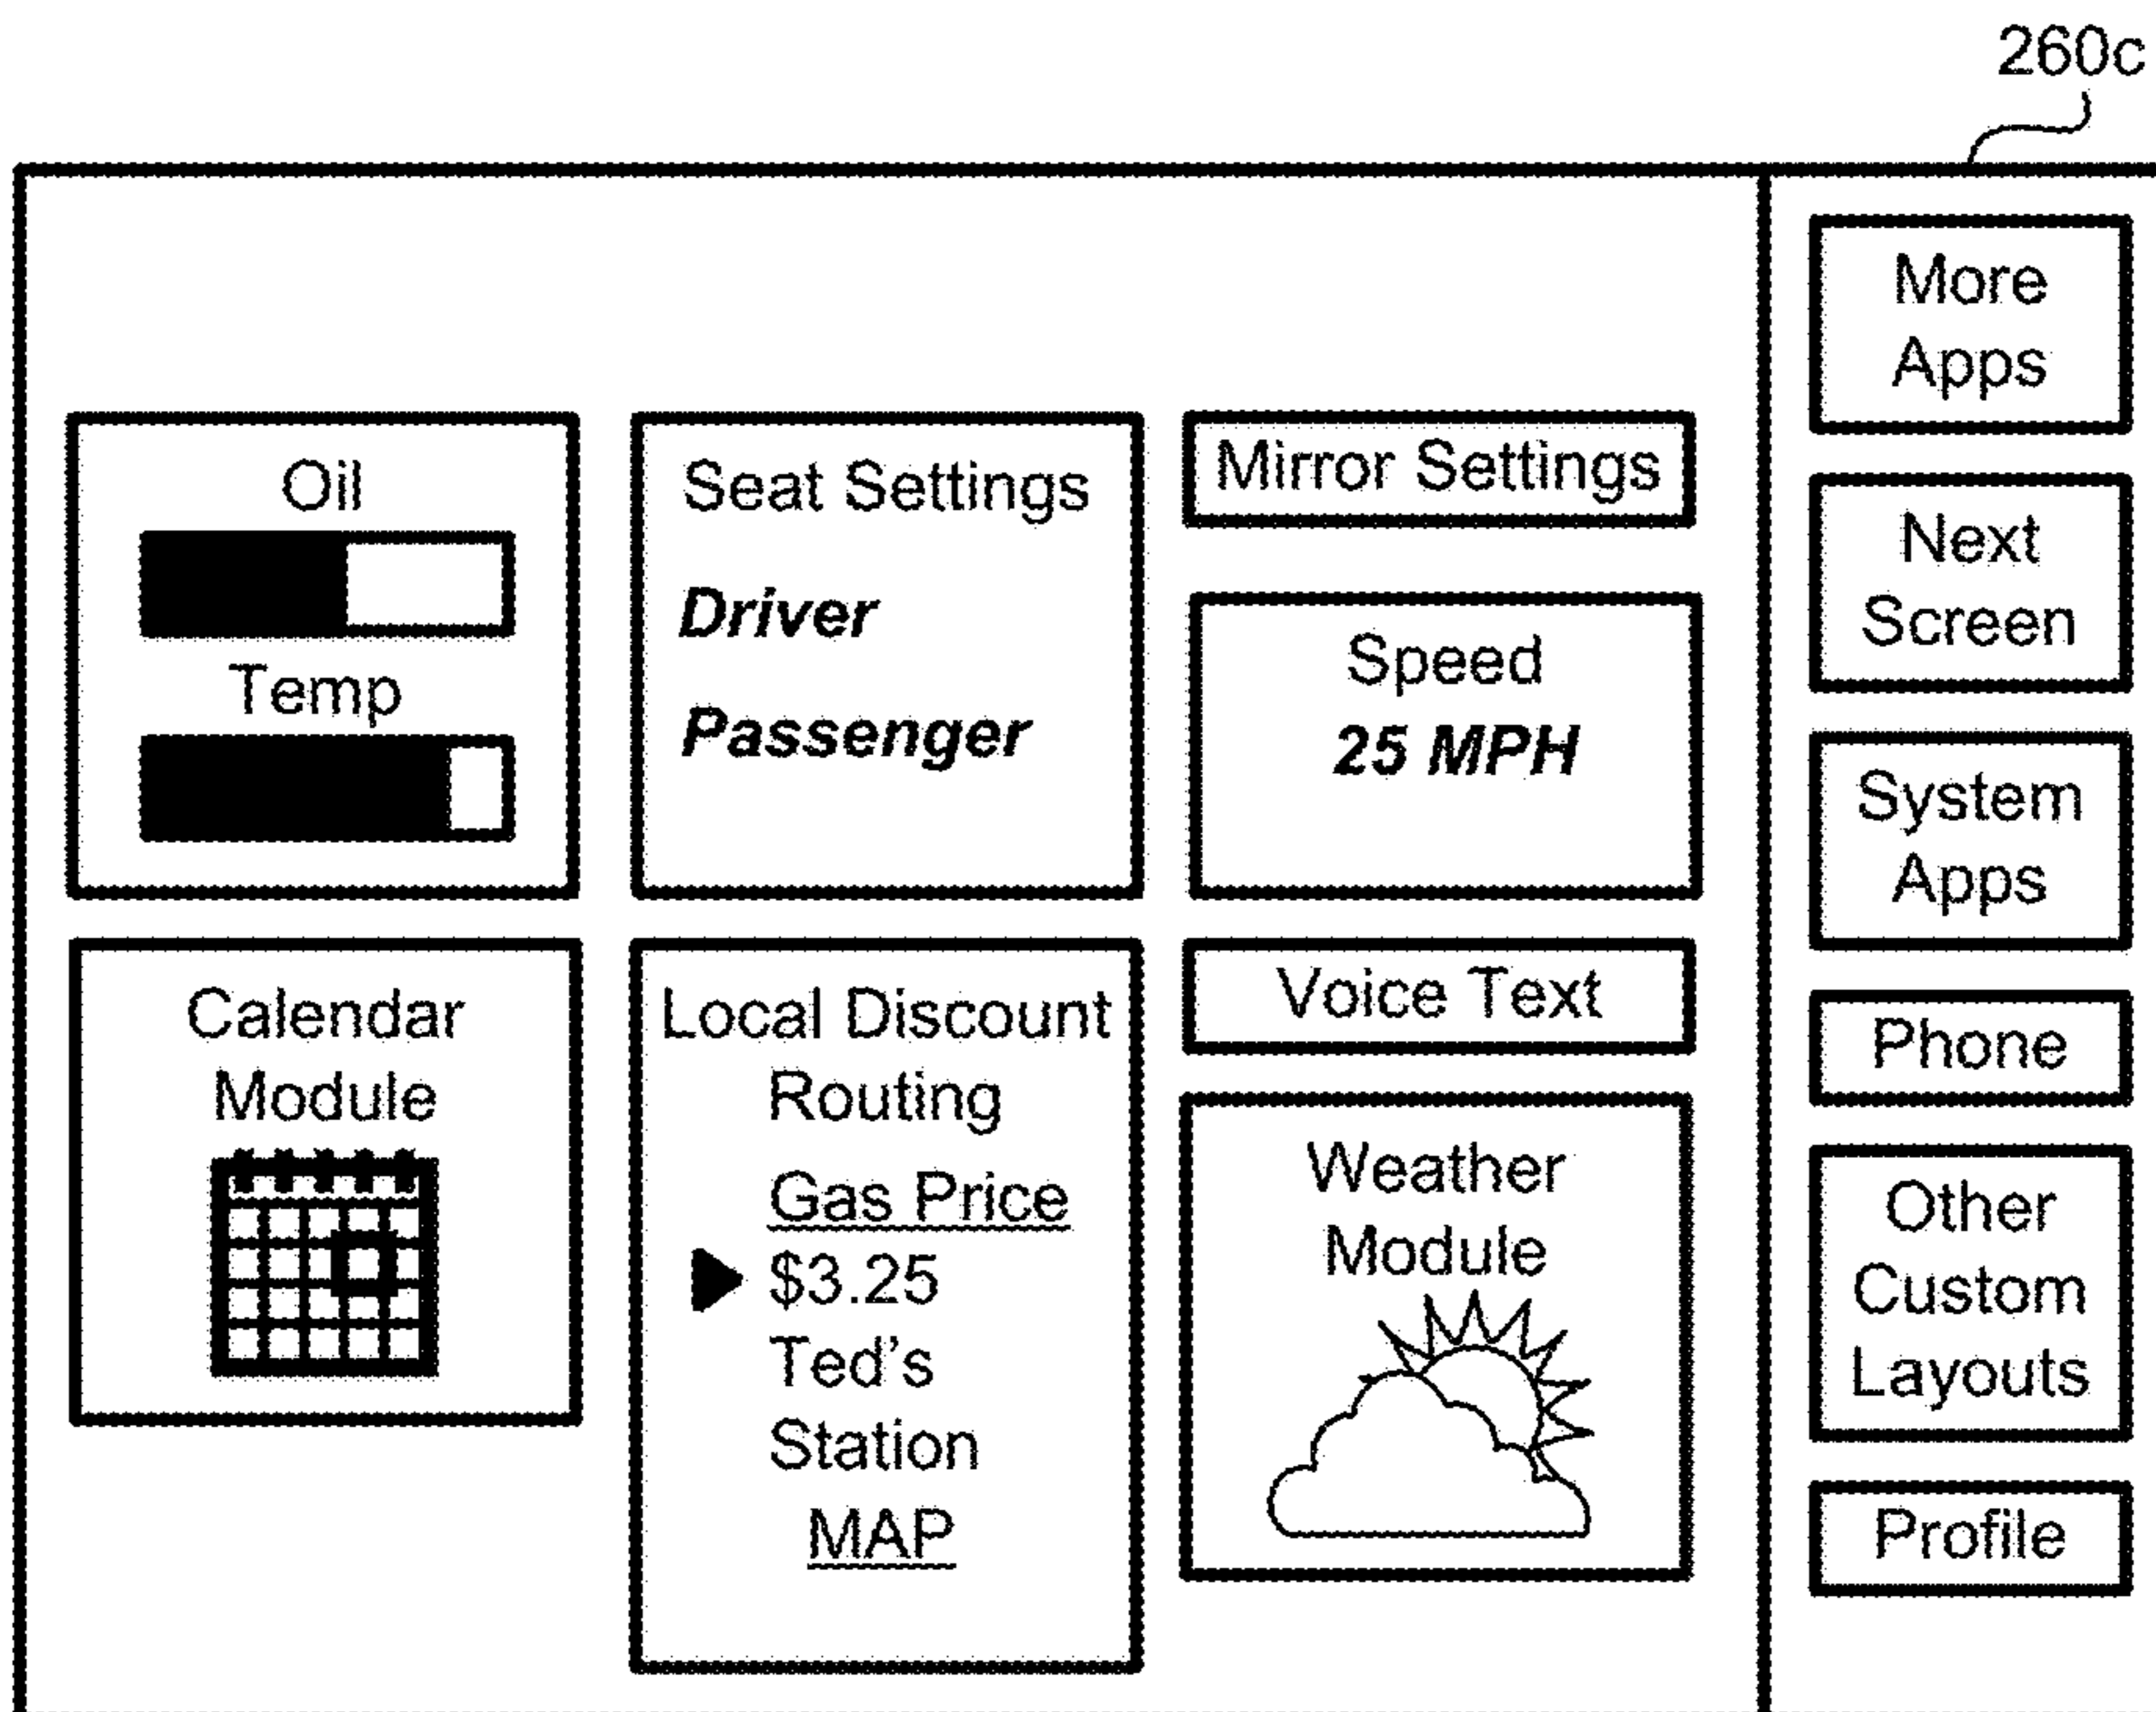 260c
Oil
Temp
Seat Settings
Driver
Passenger
Mirror Settings
Speed
25 MPH
Calendar
Module
Local Discount
Routing
Gas Price
$3.25
Ted's
Station
MAP
Voice Text
Weather
Module
More
Apps
Next
Screen
System
Apps
Phone
Other
Custom
Layouts
Profile